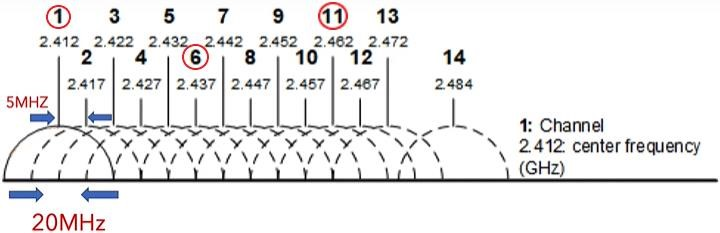 1 3 5 7 9 11 13
2.412 2.422 2.432 2.442 2.452 2.462 2.472
2 4 6 8 10 12 14
2.417 2.427 2.437 2.447 2.457 2.467 2.484
5MHZ
1: Channel
2.412: center frequency
(GHz)
20MHz